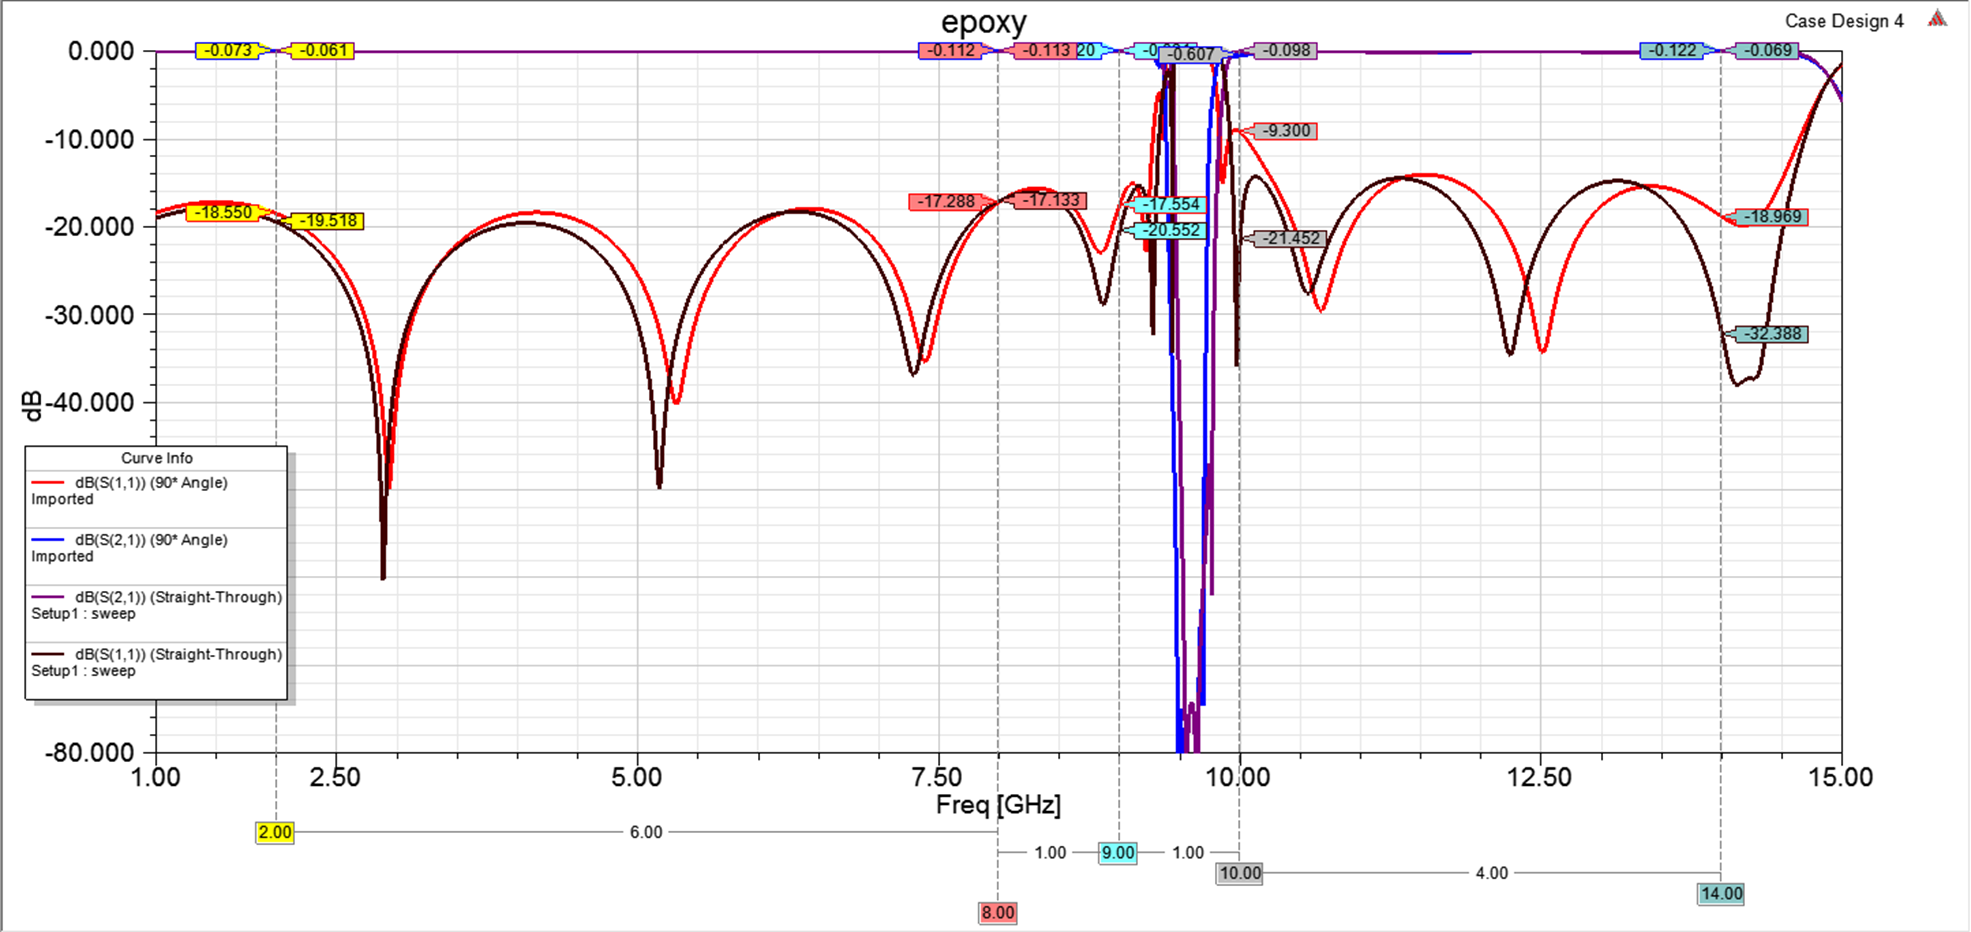 epoxy
Case Design 4
0.000
-0.073
-0.061
-0.112
-0.113
20
-0.607
-0.098
-0.122
-0.069
-10.000
-9.300
-18.550
-19.518
-17.288
-17.133
-17.554
-18.969
-20.000
-20.552
-21.452
-30.000
-32.388
-40.000
dB
Curve Info
dB(S(1,1)) (90* Angle)
Imported
dB(S(2,1)) (90* Angle)
Imported
dB(S(2,1)) (Straight-Through)
Setup1 : sweep
dB(S(1,1)) (Straight-Through)
Setup1 : sweep
-80.000
1.00 2.50 5.00 7.50 10.00 12.50 15.00
Freq [GHz]
2.00 6.00
1.00 9.00 1.00
10.00 4.00
14.00
8.00